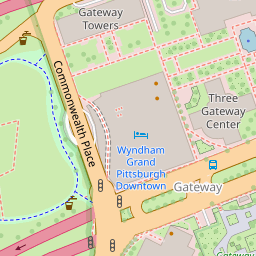 Gateway
Towers
Commonwealth Place
Three
Gateway
Center
Wyndham
Grand
Pittsburgh
Downtown
Gateway